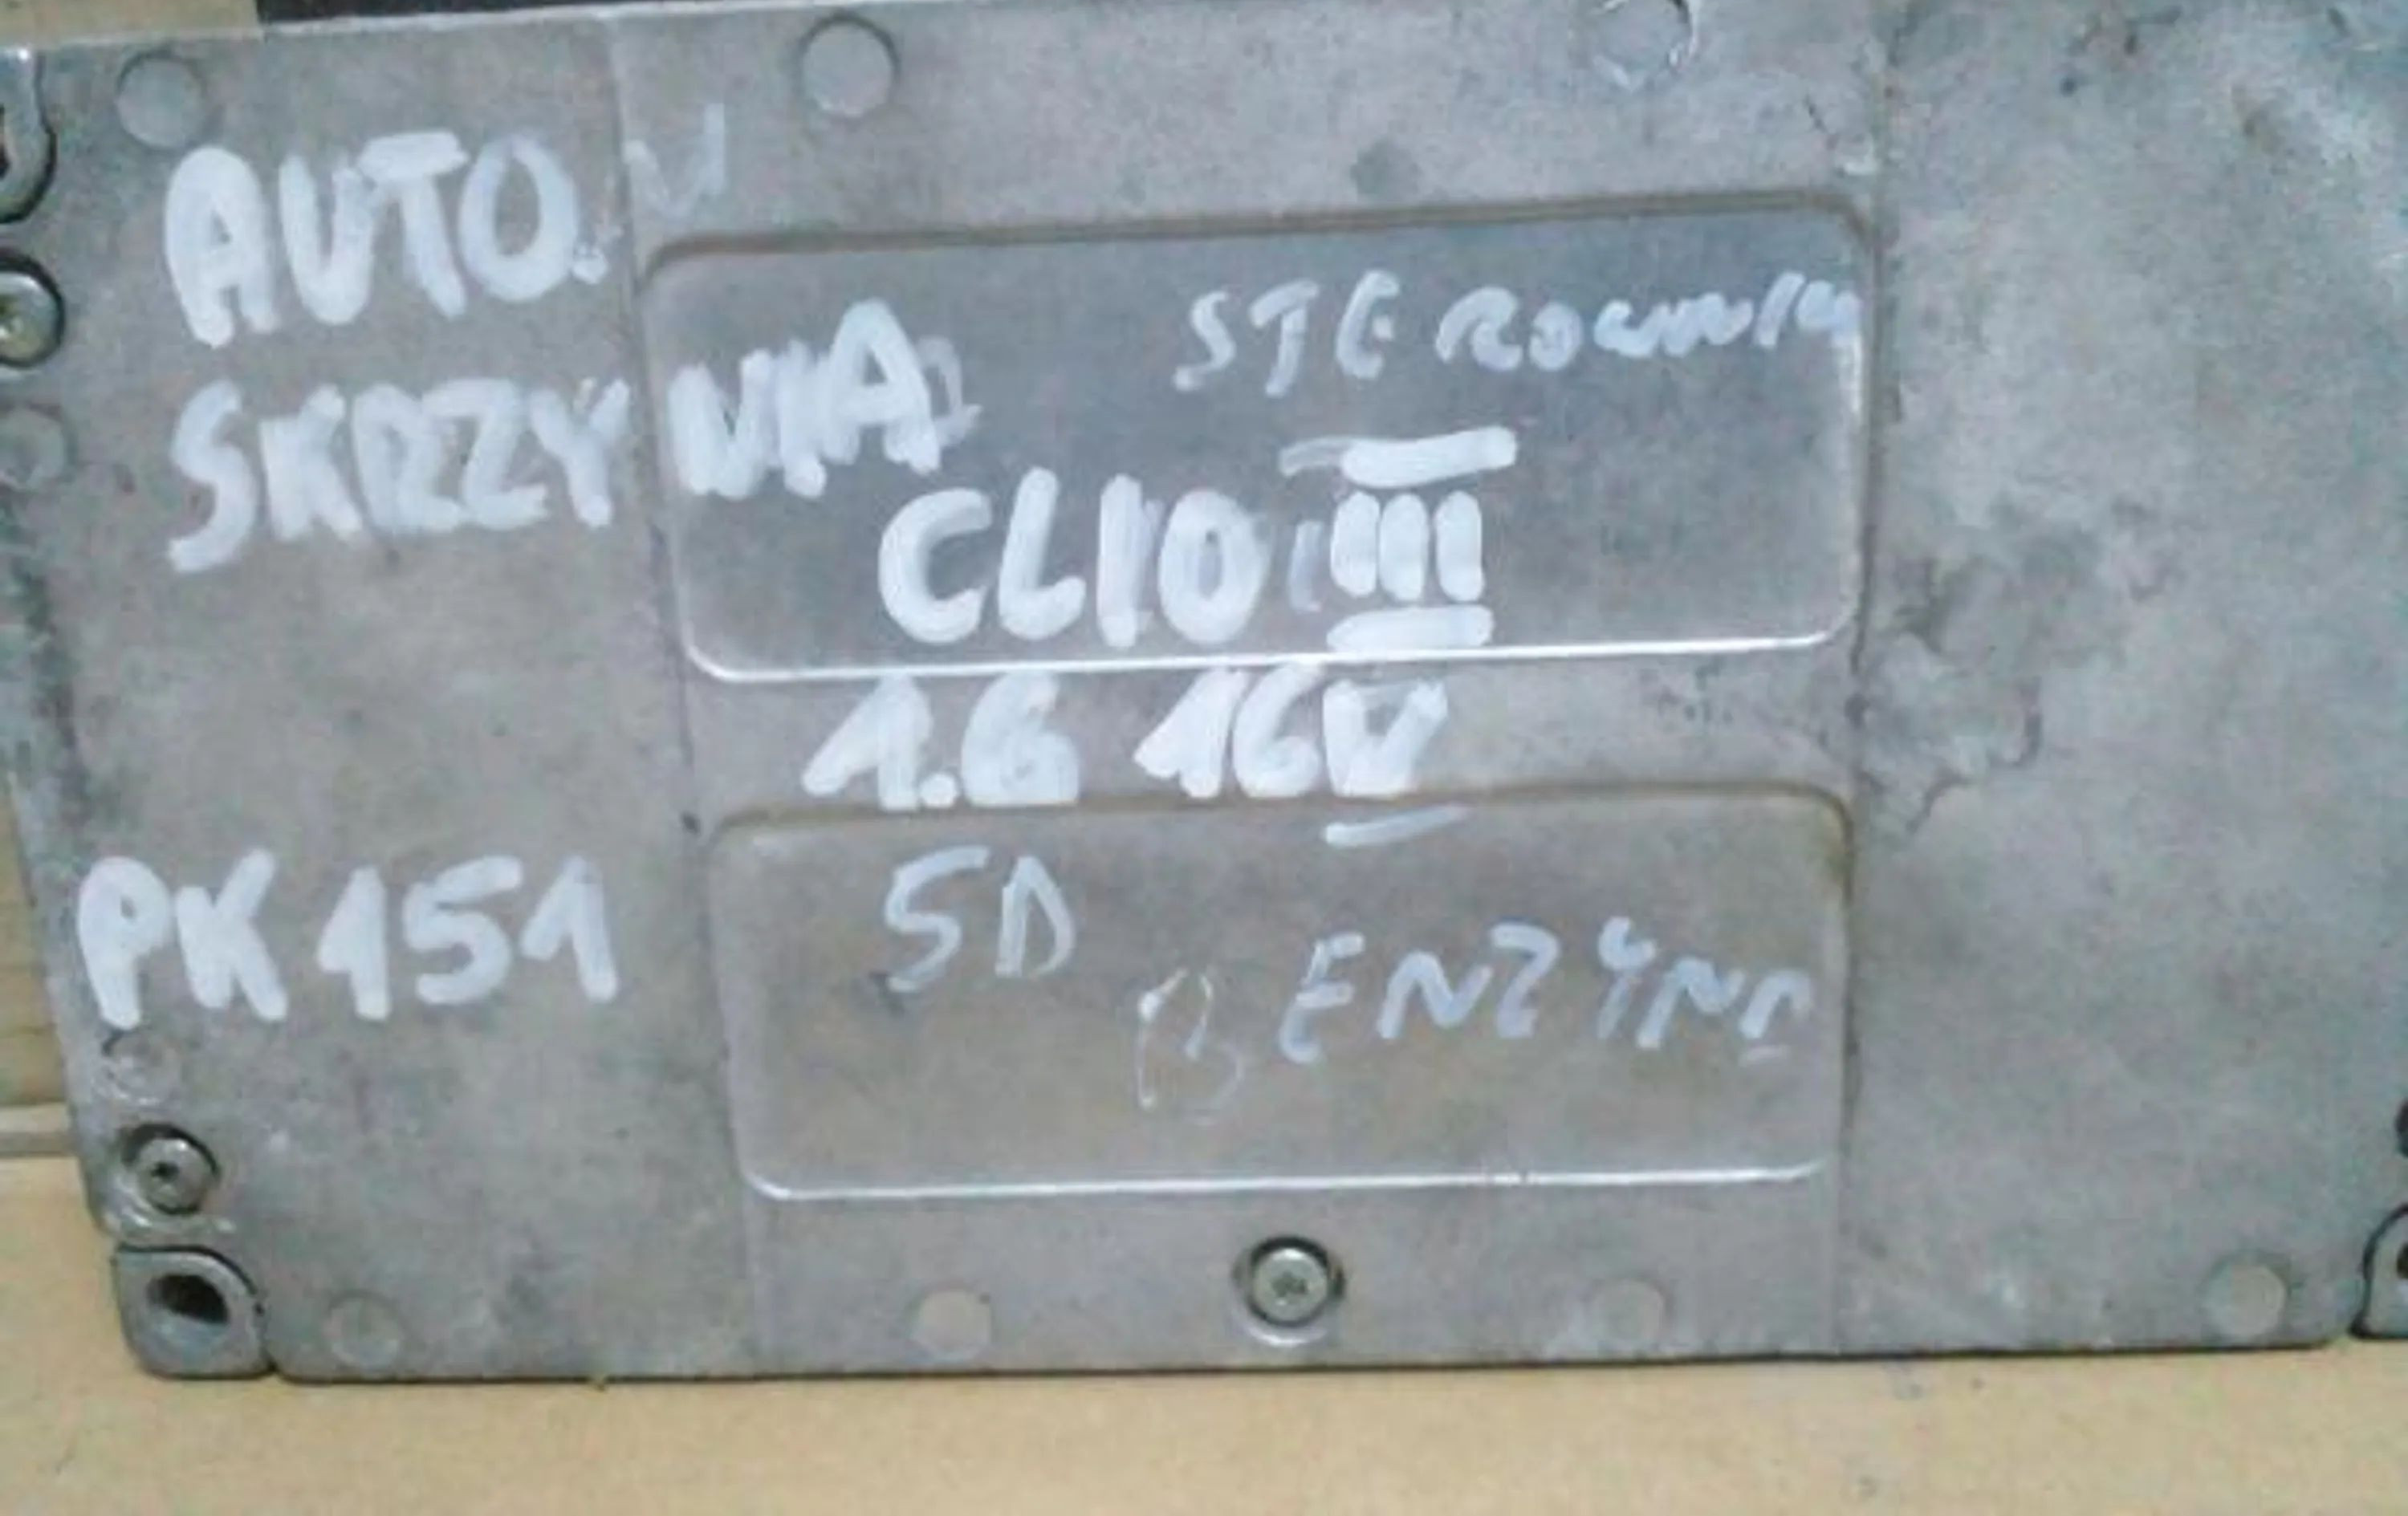 AUTO.
SKRZYNIA
STEROWNIK
CLIO III
1.6 16V
PK151
5D
BENZYNA